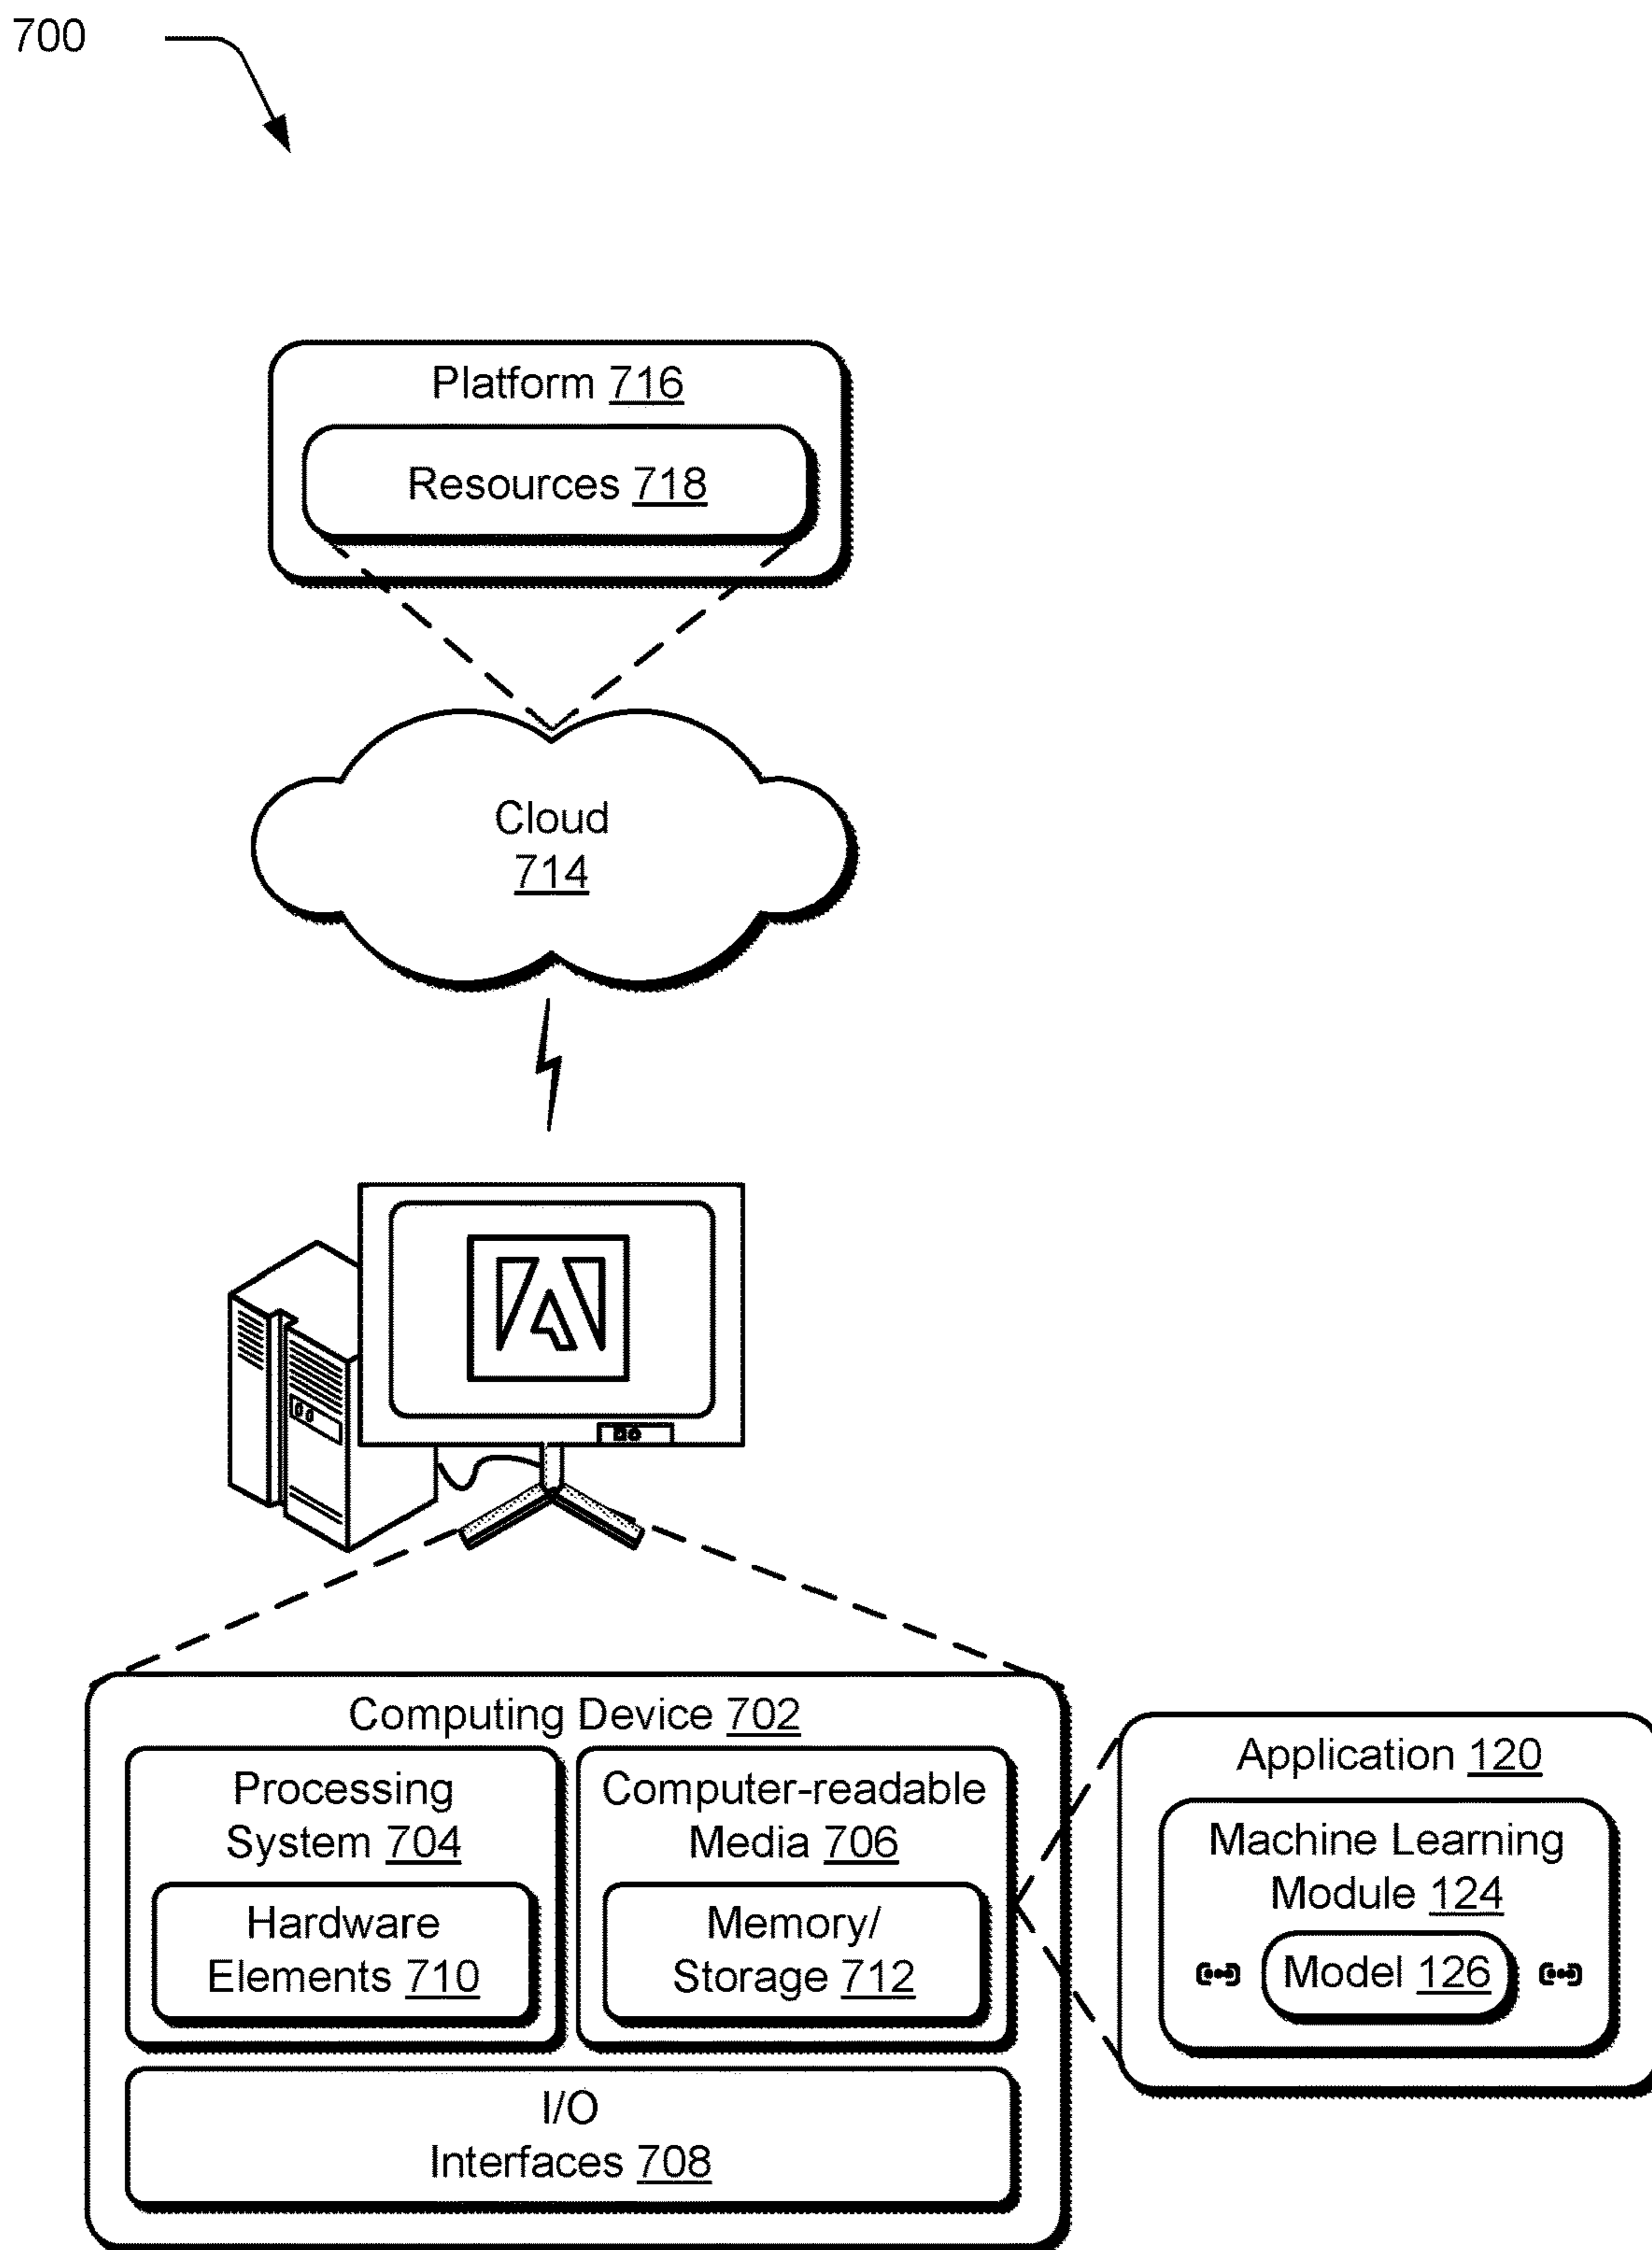 700
Platform 716
Resources 718
Cloud
714
Computing Device 702
Processing
System 704
Hardware
Elements 710
Computer-readable
Media 706
Memory/
Storage 712
I/O
Interfaces 708
Application 120
Machine Learning
Module 124
Model 126